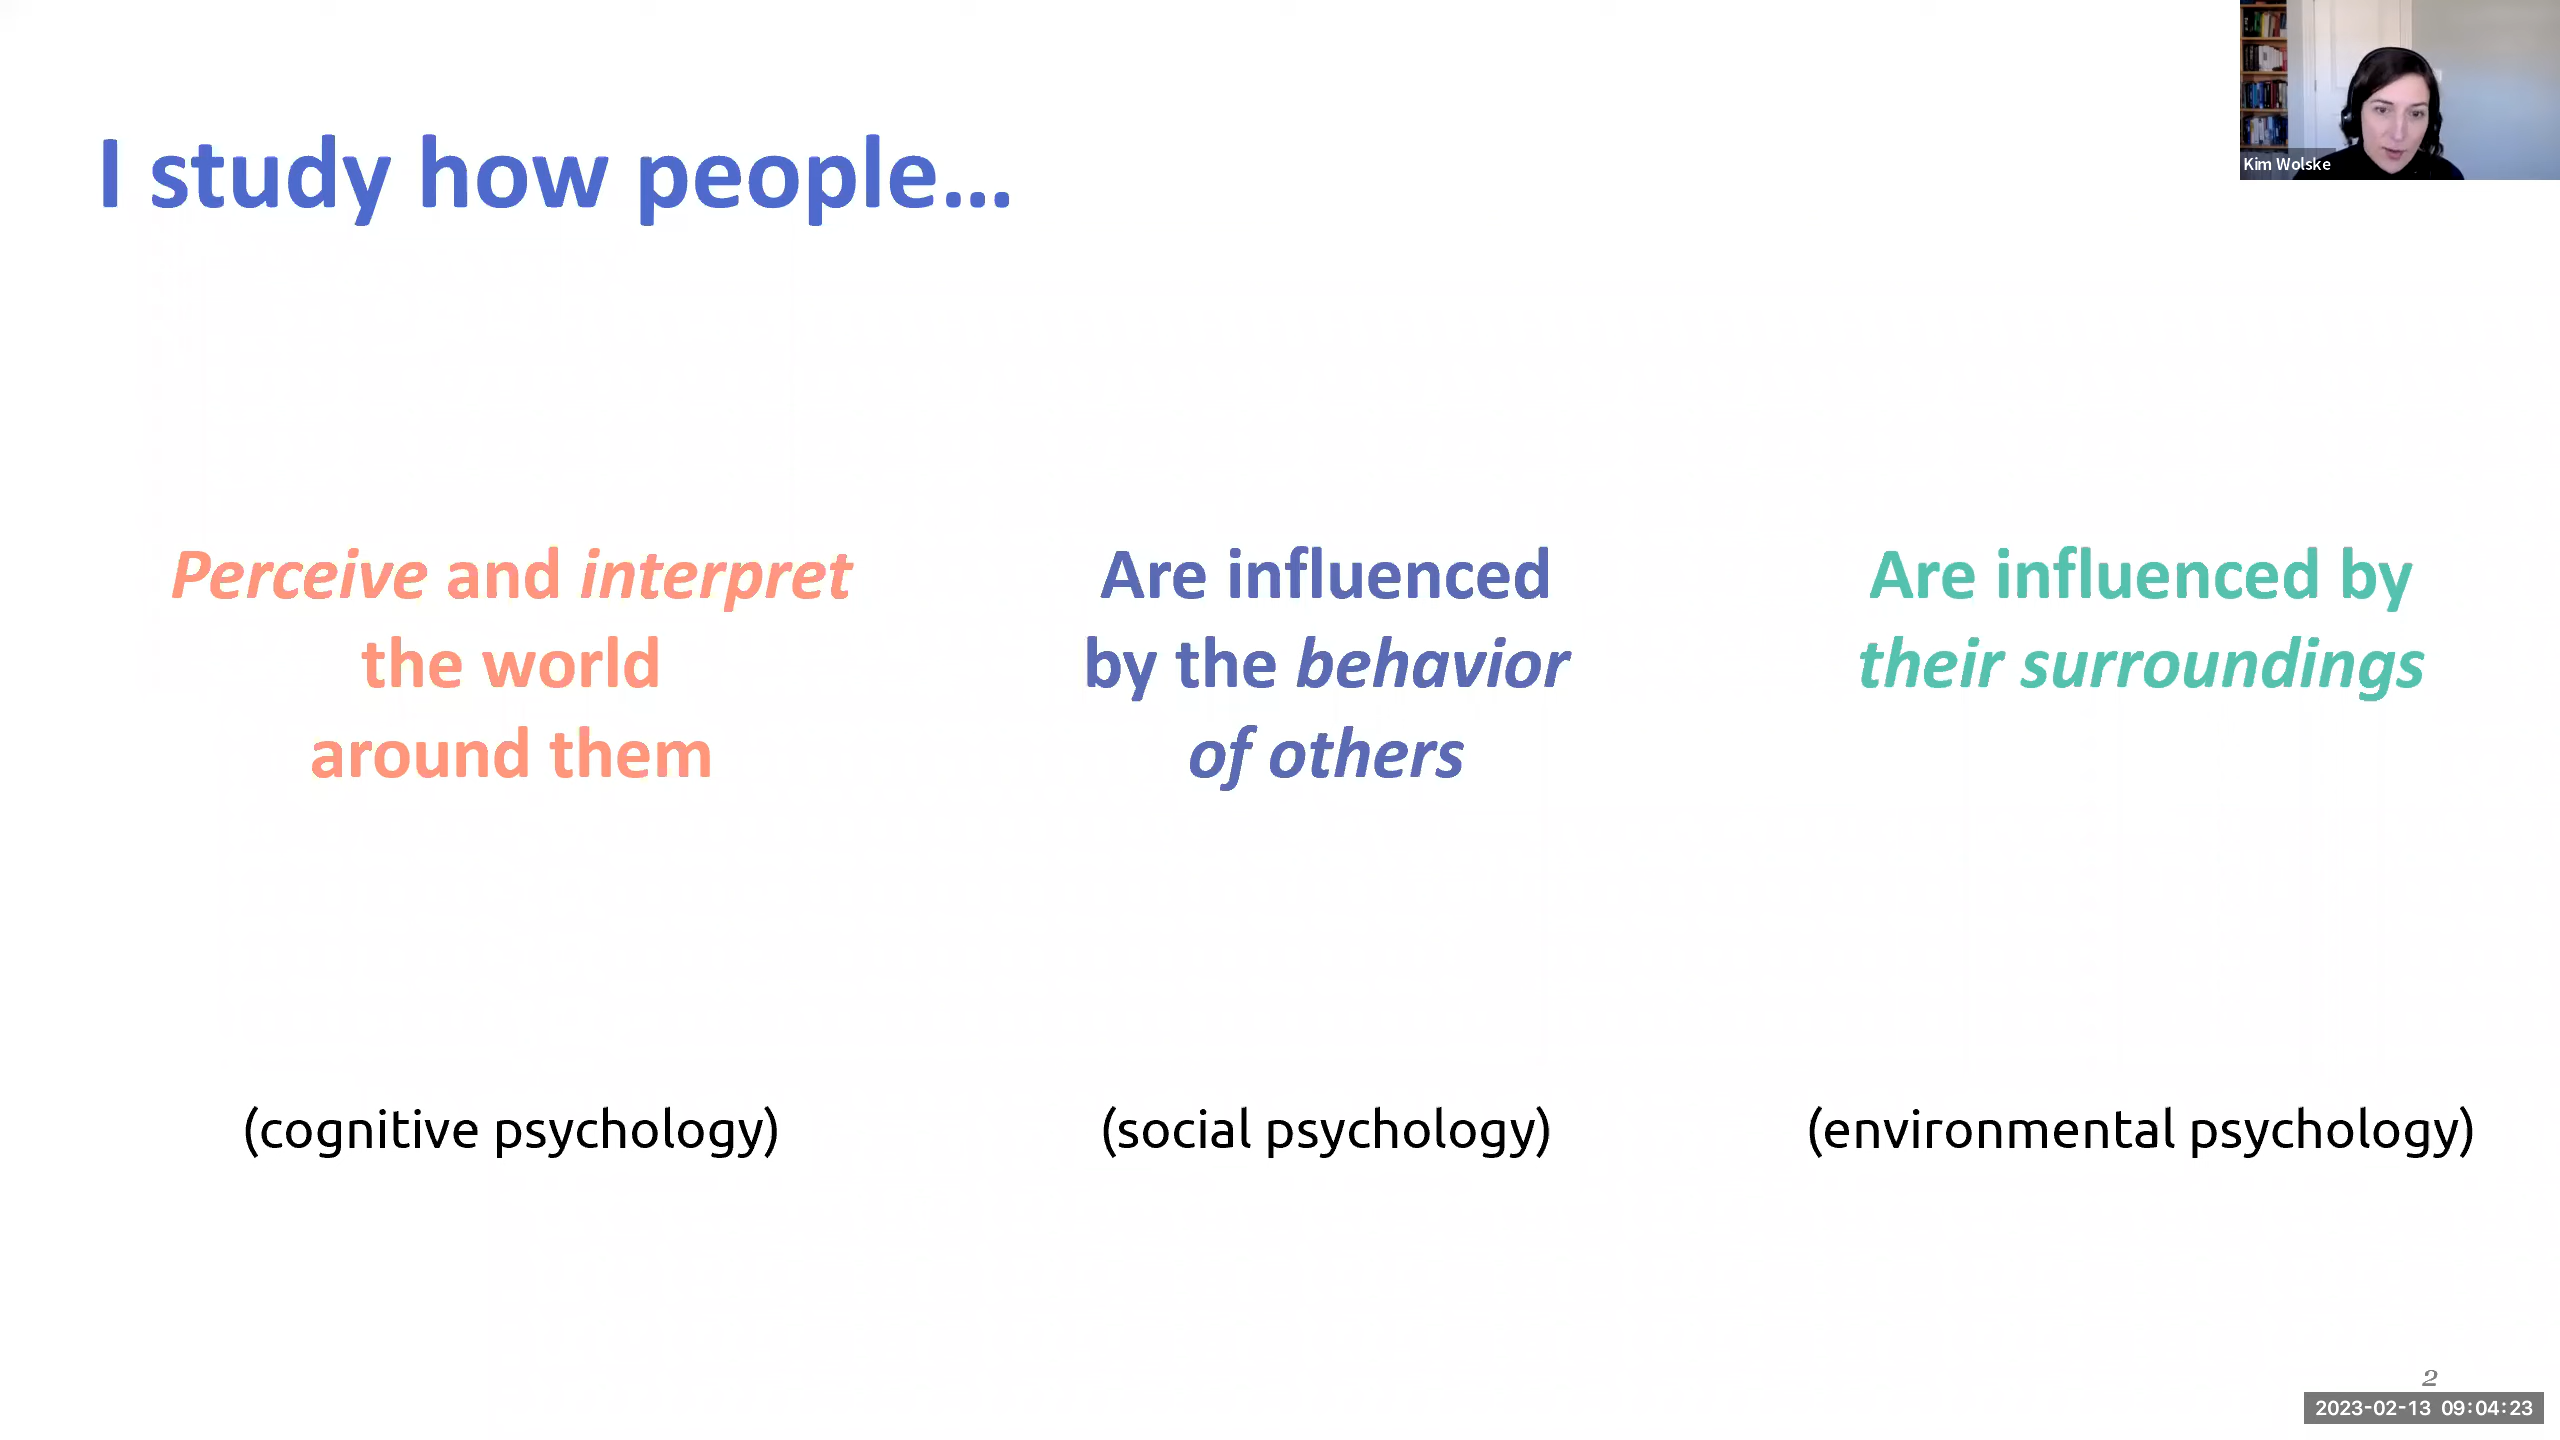 I study how people...
Kim Wolske
Perceive and interpret
the world
around them
Are influenced
by the behavior
of others
Are influenced by
their surroundings
(cognitive psychology)
(social psychology)
(environmental psychology)
2
2023-02-13 09:04:23